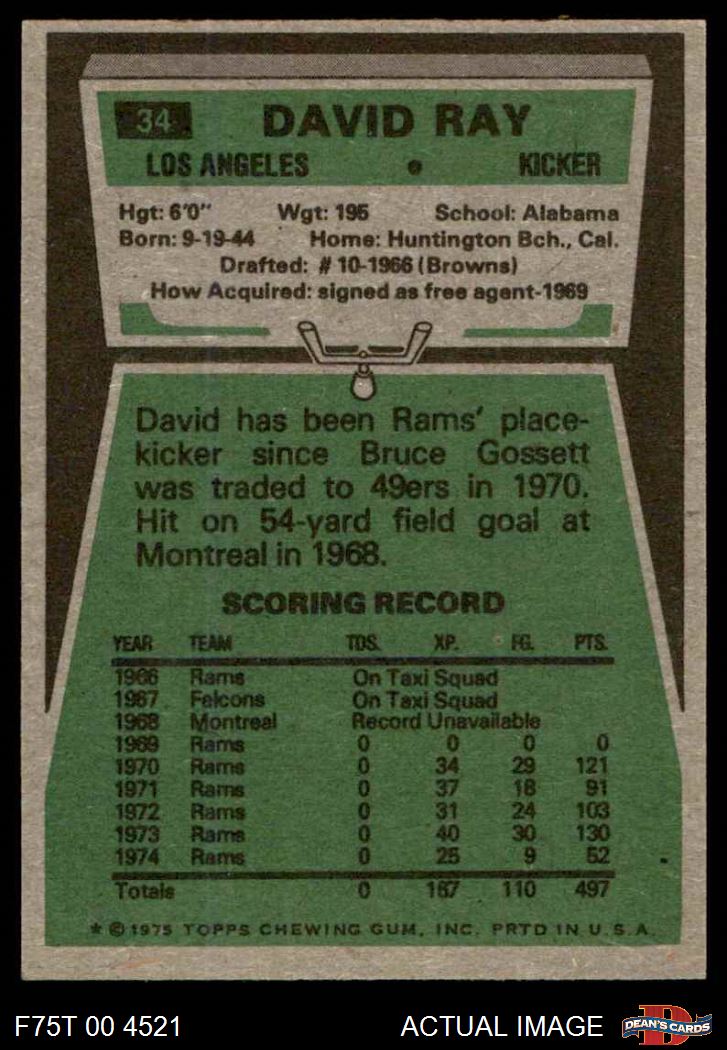 34 DAVID RAY
LOS ANGELES • KICKER
Hgt: 6'0" Wgt: 195 School: Alabama
Born: 9-19-44 Home: Huntington Bch., Cal.
Drafted: # 10-1966 (Browns)
How Acquired: signed as free agent-1969
David has been Rams' place-
kicker since Bruce Gossett
was traded to 49ers in 1970.
Hit on 54-yard field goal at
Montreal in 1968.
SCORING RECORD
YEAR TEAM TDS. XP. FG. PTS.
1966 Rams On Taxi Squad
1967 Falcons On Taxi Squad
1968 Montreal Record Unavailable
1969 Rams 0 0 0 0
1970 Rams 0 34 29 121
1971 Rams 0 37 18 91
1972 Rams 0 31 24 103
1973 Rams 0 40 30 130
1974 Rams 0 25 9 52
Totals 0 167 110 497
* © 1975 TOPPS CHEWING GUM, INC. PRTD IN U.S.A.
F75T 00 4521 ACTUAL IMAGE D DEAN'S CARDS